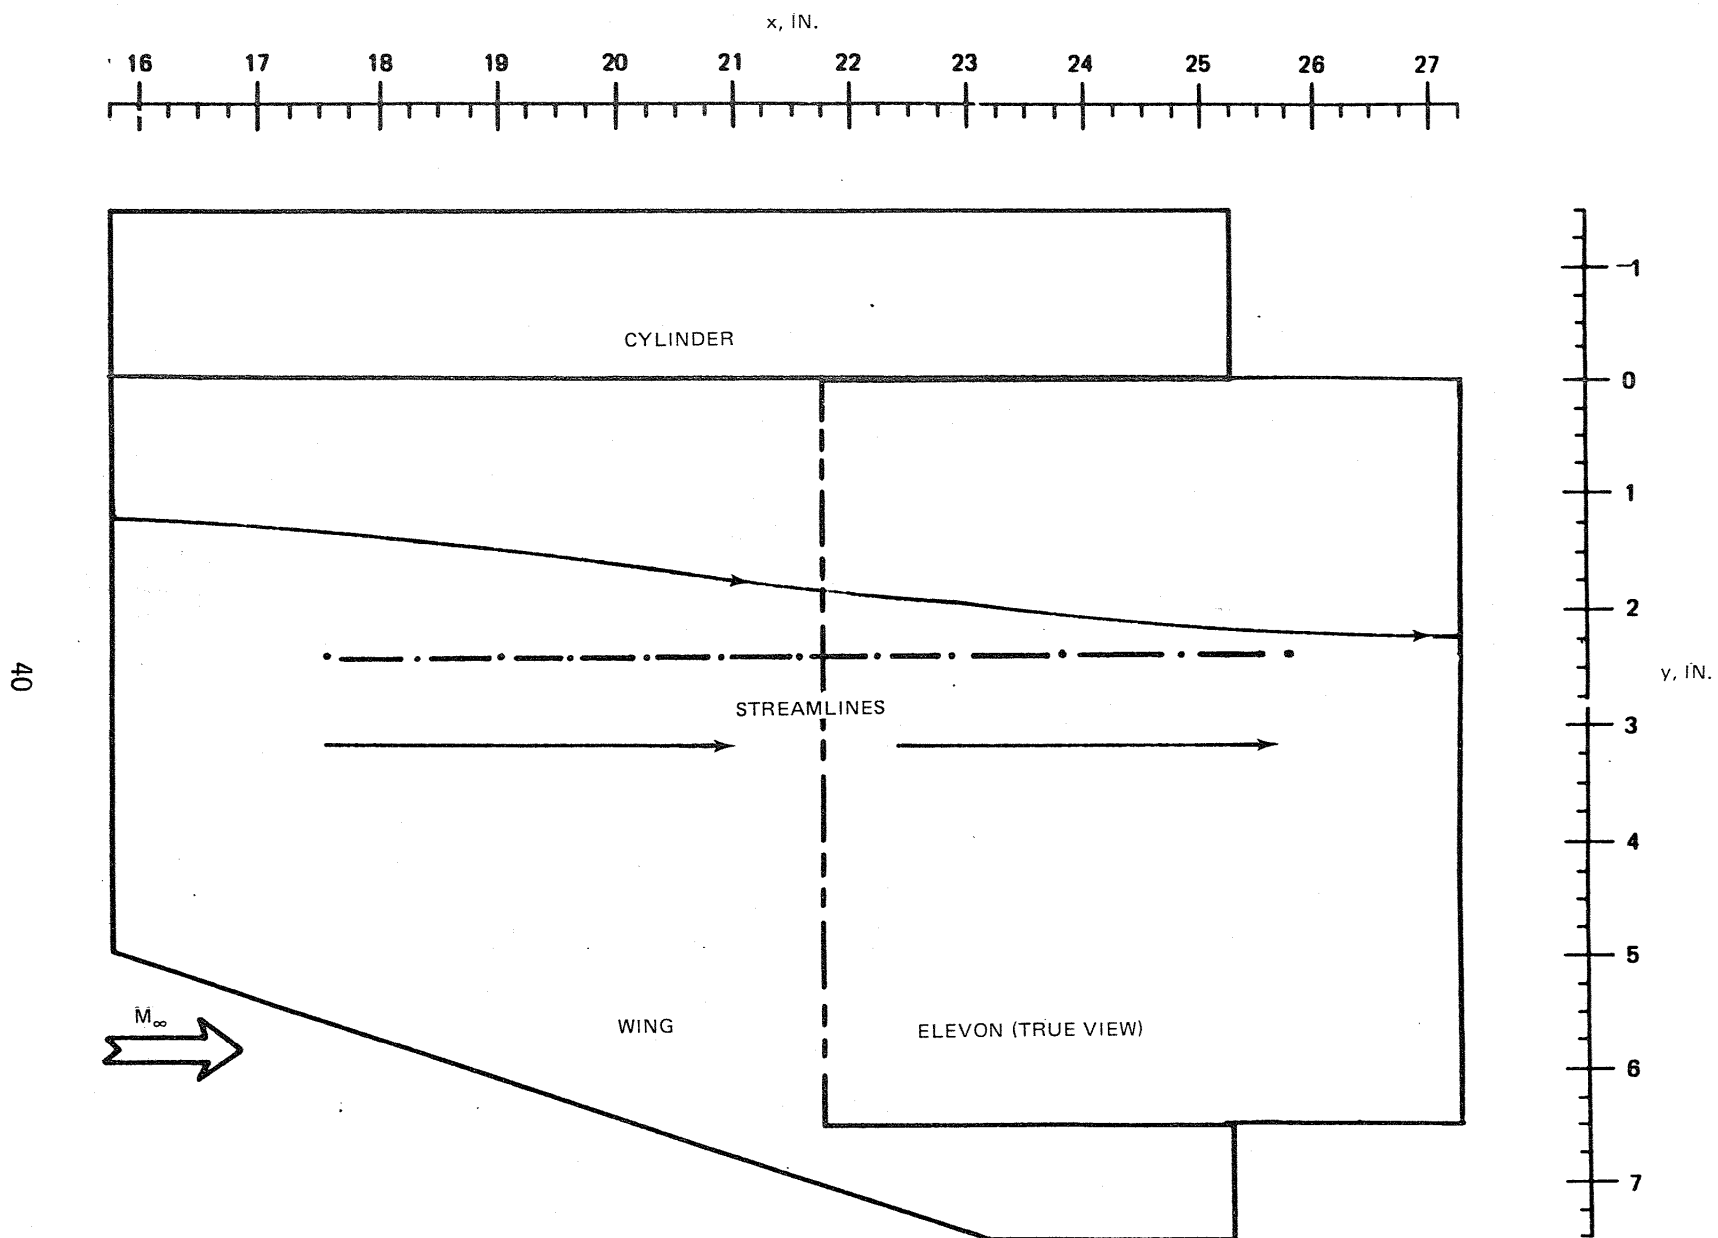 x, IN.
16 17 18 19 20 21 22 23 24 25 26 27
CYLINDER
-1
0
1
2
3
4
5
6
7
y, IN.
STREAMLINES
M∞
WING
ELEVON (TRUE VIEW)
40